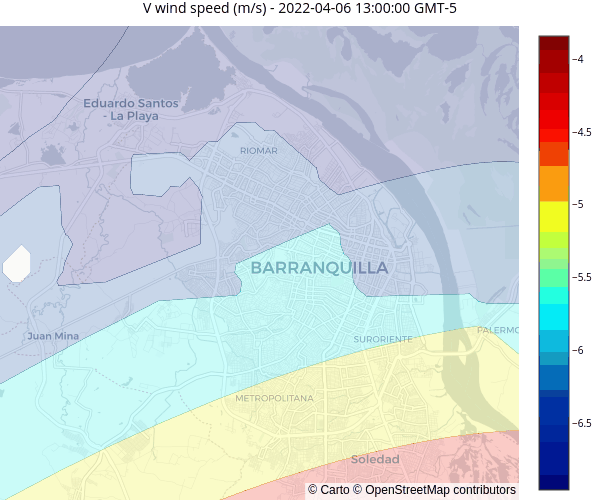 V wind speed (m/s) - 2022-04-06 13:00:00 GMT-5
Eduardo Santos
- La Playa
RIOMAR
BARRANQUILLA
Juan Mina
SURORIENTE
PALERMO
METROPOLITANA
Soledad
© Carto © OpenStreetMap contributors
−4
−4.5
−5
−5.5
−6
−6.5